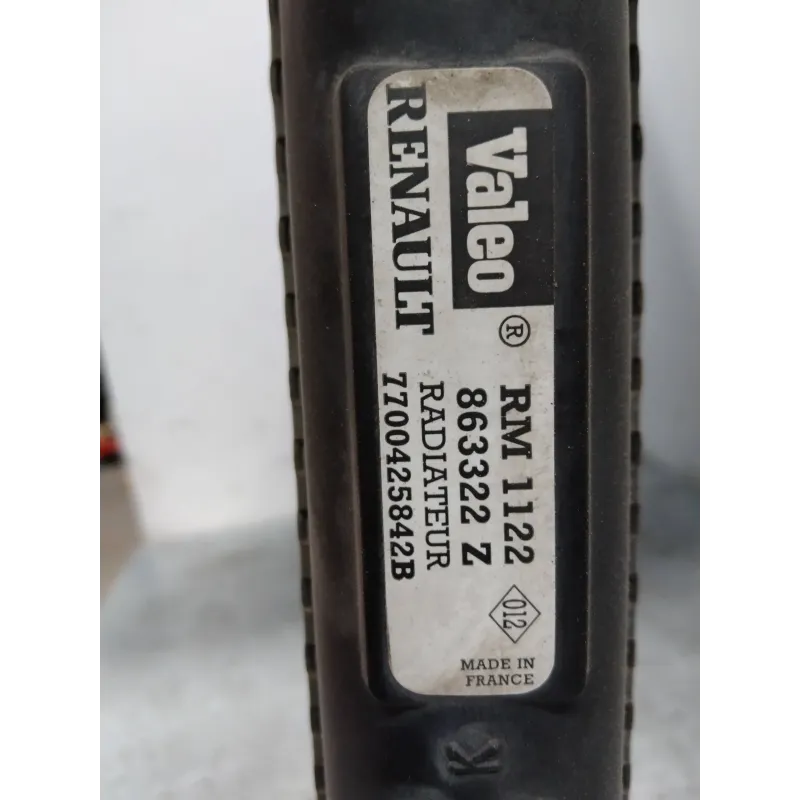 Valeo ® RM 1122
863322 Z
RENAULT RADIATEUR
7700425842B
012
MADE IN
FRANCE
K